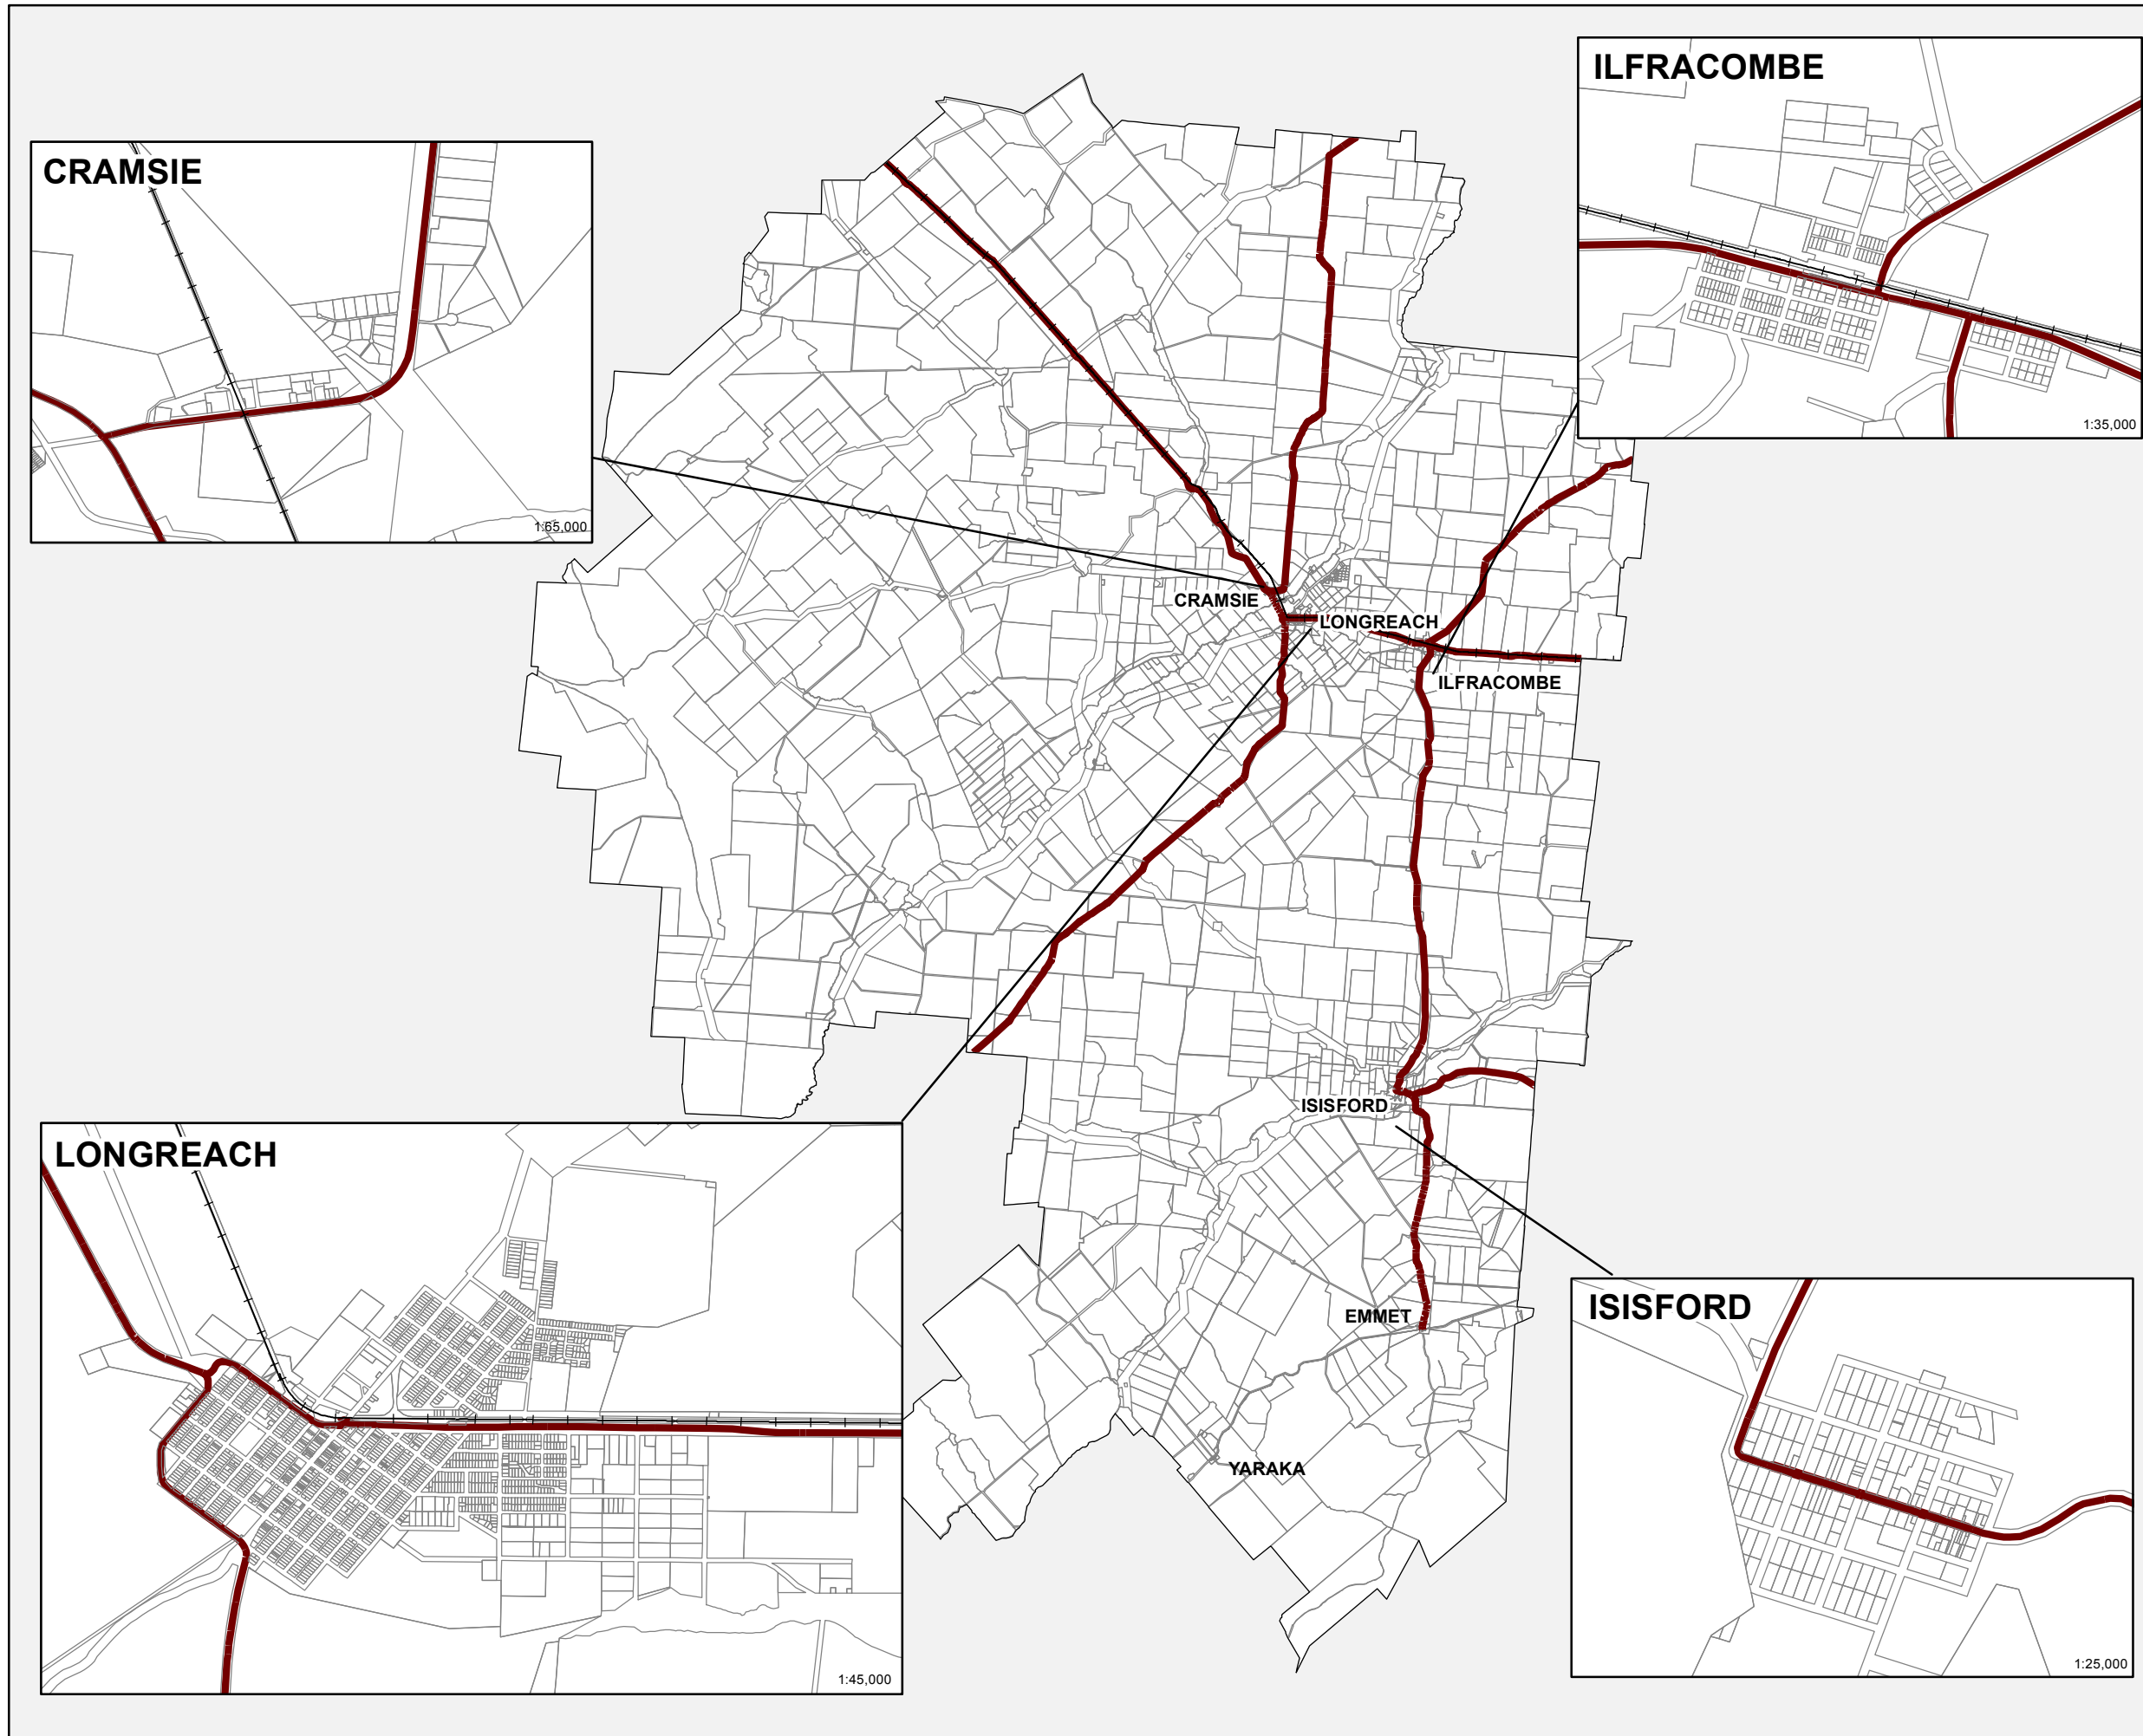 ILFRACOMBE
1:35,000
CRAMSIE
1:65,000
CRAMSIE
LONGREACH
ILFRACOMBE
ISISFORD
EMMET
YARAKA
LONGREACH
1:45,000
ISISFORD
1:25,000